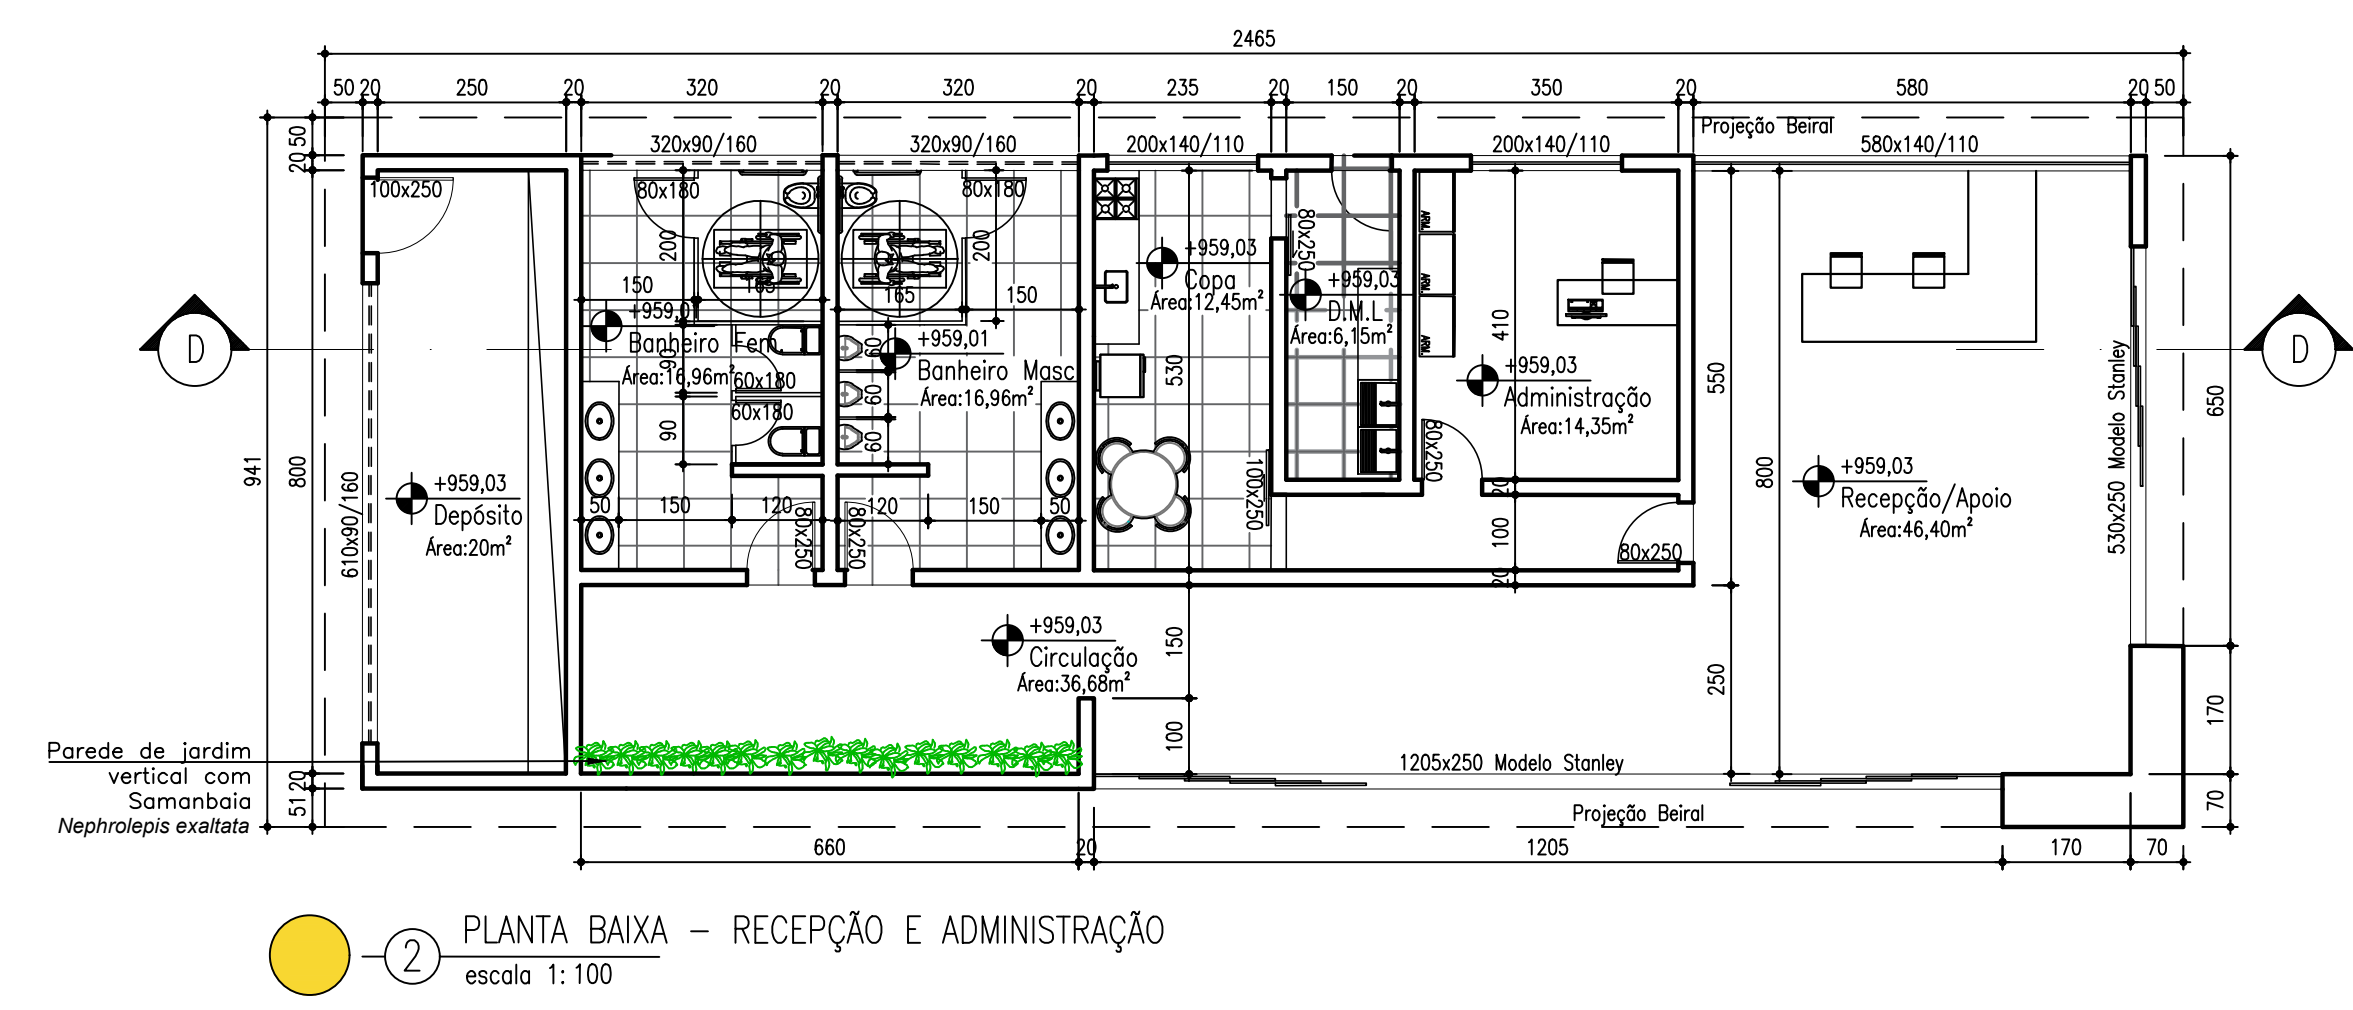 2465
50 20 250 20 320 20 320 20 235 20 150 20 350 20 580 20 50
Projeção Beiral
320x90/160 320x90/160 200x140/110 200x140/110 580x140/110
100x250 80x180 80x180
80x250
200 200
150 165 165 150
+959,03
Copa
Área:12,45m²
+959,03
D.M.L
Área:6,15m²
ARM.
ARM.
ARM.
+959,01
Banheiro Fem.
Área:16,96m²
+959,01
Banheiro Masc
Área:16,96m²
90
60x180
60x180
90
60
60
60
D
D
530
410
550
800
650
+959,03
Administração
Área:14,35m²
80x250
530x250 Modelo Stanley
+959,03
Recepção/Apoio
Área:46,40m²
941
50
20
800
20
51
610x90/160
+959,03
Depósito
Área:20m²
50 150 120 120 150 50
80x250 80x250
100x250
20
100
20
80x250
+959,03
Circulação
Área:36,68m²
150
100
250
170
70
Parede de jardim
vertical com
Samanbaia
Nephrolepis exaltata
1205x250 Modelo Stanley
Projeção Beiral
660 20 1205 170 70
2 PLANTA BAIXA - RECEPÇÃO E ADMINISTRAÇÃO
escala 1:100